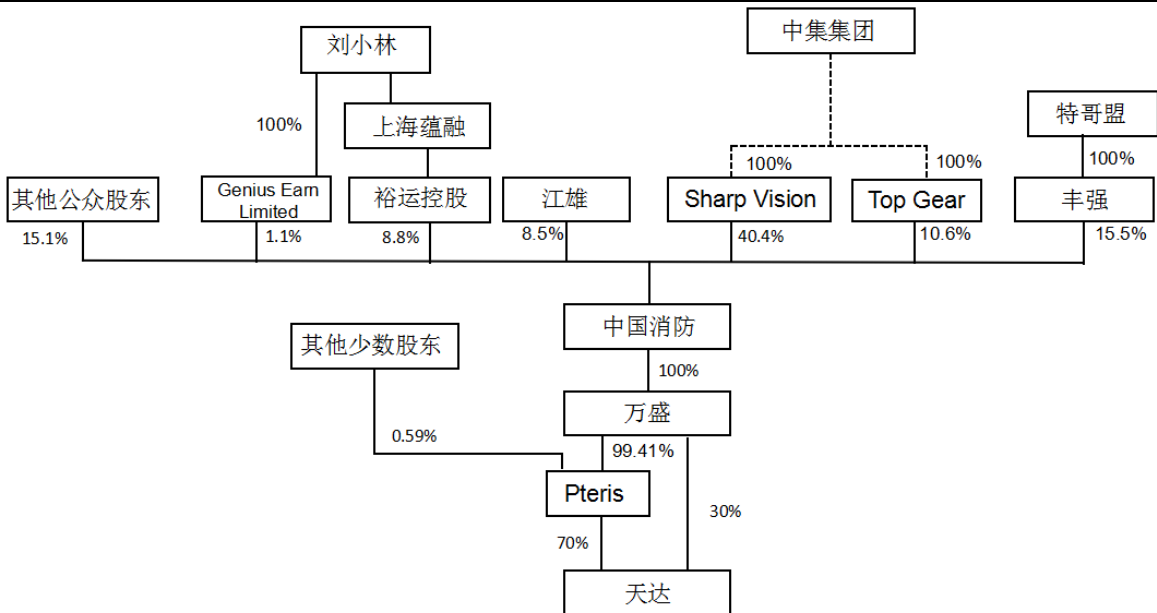 刘小林
中集集团
100%
上海蕴融
特哥盟
100%
100%
100%
其他公众股东
Genius Earn
Limited
裕运控股
江雄
Sharp Vision
Top Gear
丰强
15.1%
1.1%
8.8%
8.5%
40.4%
10.6%
15.5%
中国消防
其他少数股东
100%
万盛
0.59%
99.41%
Pteris
30%
70%
天达